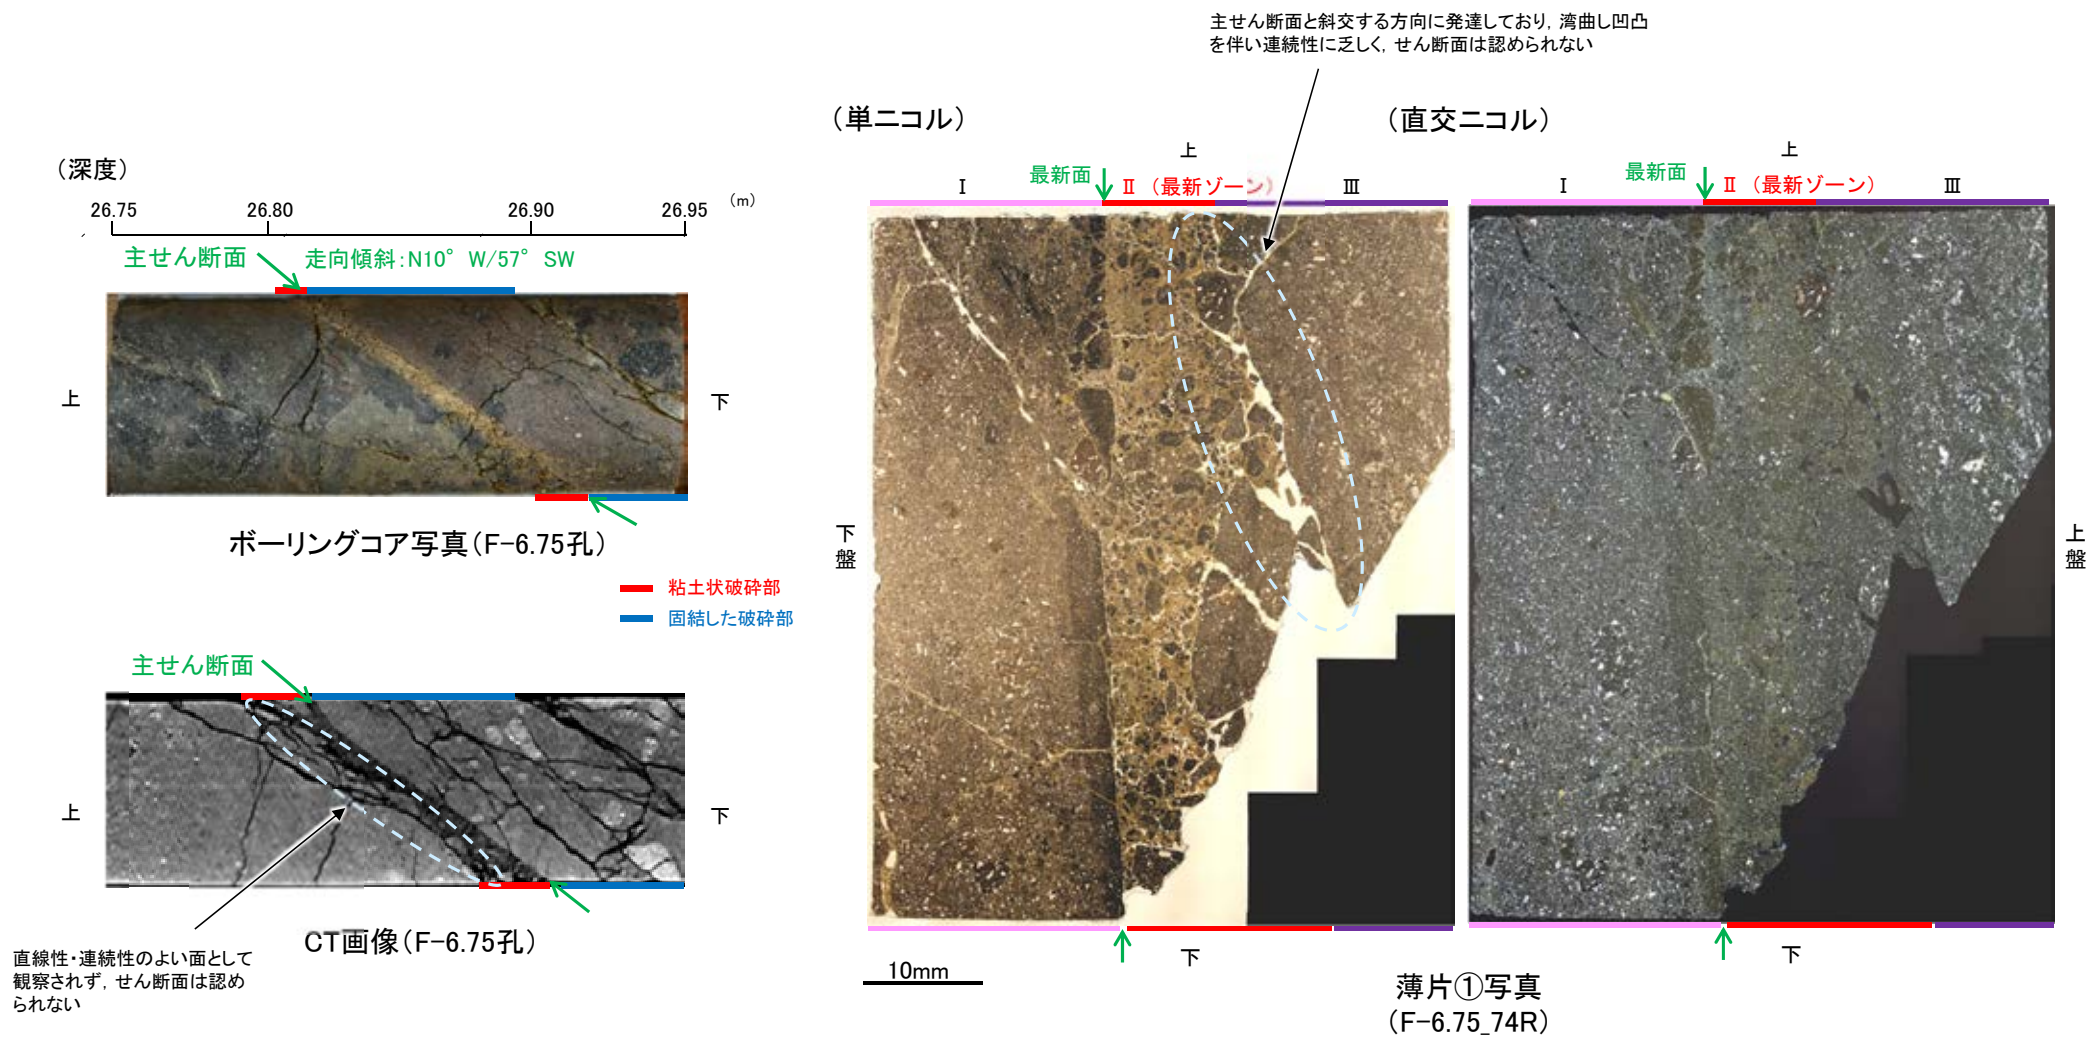 主せん断面と斜交する方向に発達しており, 湾曲し凹凸
を伴い連続性に乏しく, せん断面は認められない
(単ニコル)
(直交ニコル)
(深度)
26.75
26.80
26.90
26.95
(m)
主せん断面
走向傾斜:N10° W/57° SW
上
下
ボーリングコア写真(F-6.75孔)
粘土状破砕部
固結した破砕部
主せん断面
上
下
CT画像(F-6.75孔)
直線性・連続性のよい面として
観察されず, せん断面は認め
られない
上
Ⅰ
最新面
Ⅱ (最新ゾーン)
Ⅲ
下
盤
下
10mm
上
Ⅰ
最新面
Ⅱ (最新ゾーン)
Ⅲ
上
盤
下
薄片①写真
(F-6.75_74R)